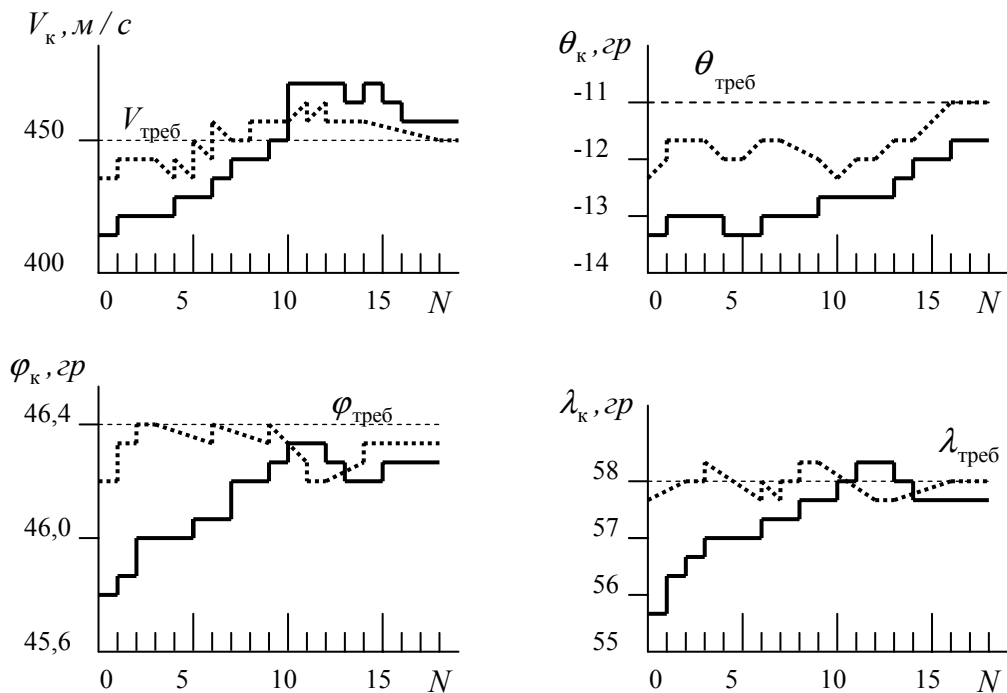 V_к, м / с
V_треб
450
400
0 5 10 15 N
θ_к, гр
θ_треб
-11
-12
-13
-14
0 5 10 15 N
φ_к, гр
46,4
φ_треб
46,0
45,6
0 5 10 15 N
λ_к, гр
λ_треб
58
57
56
55
0 5 10 15 N